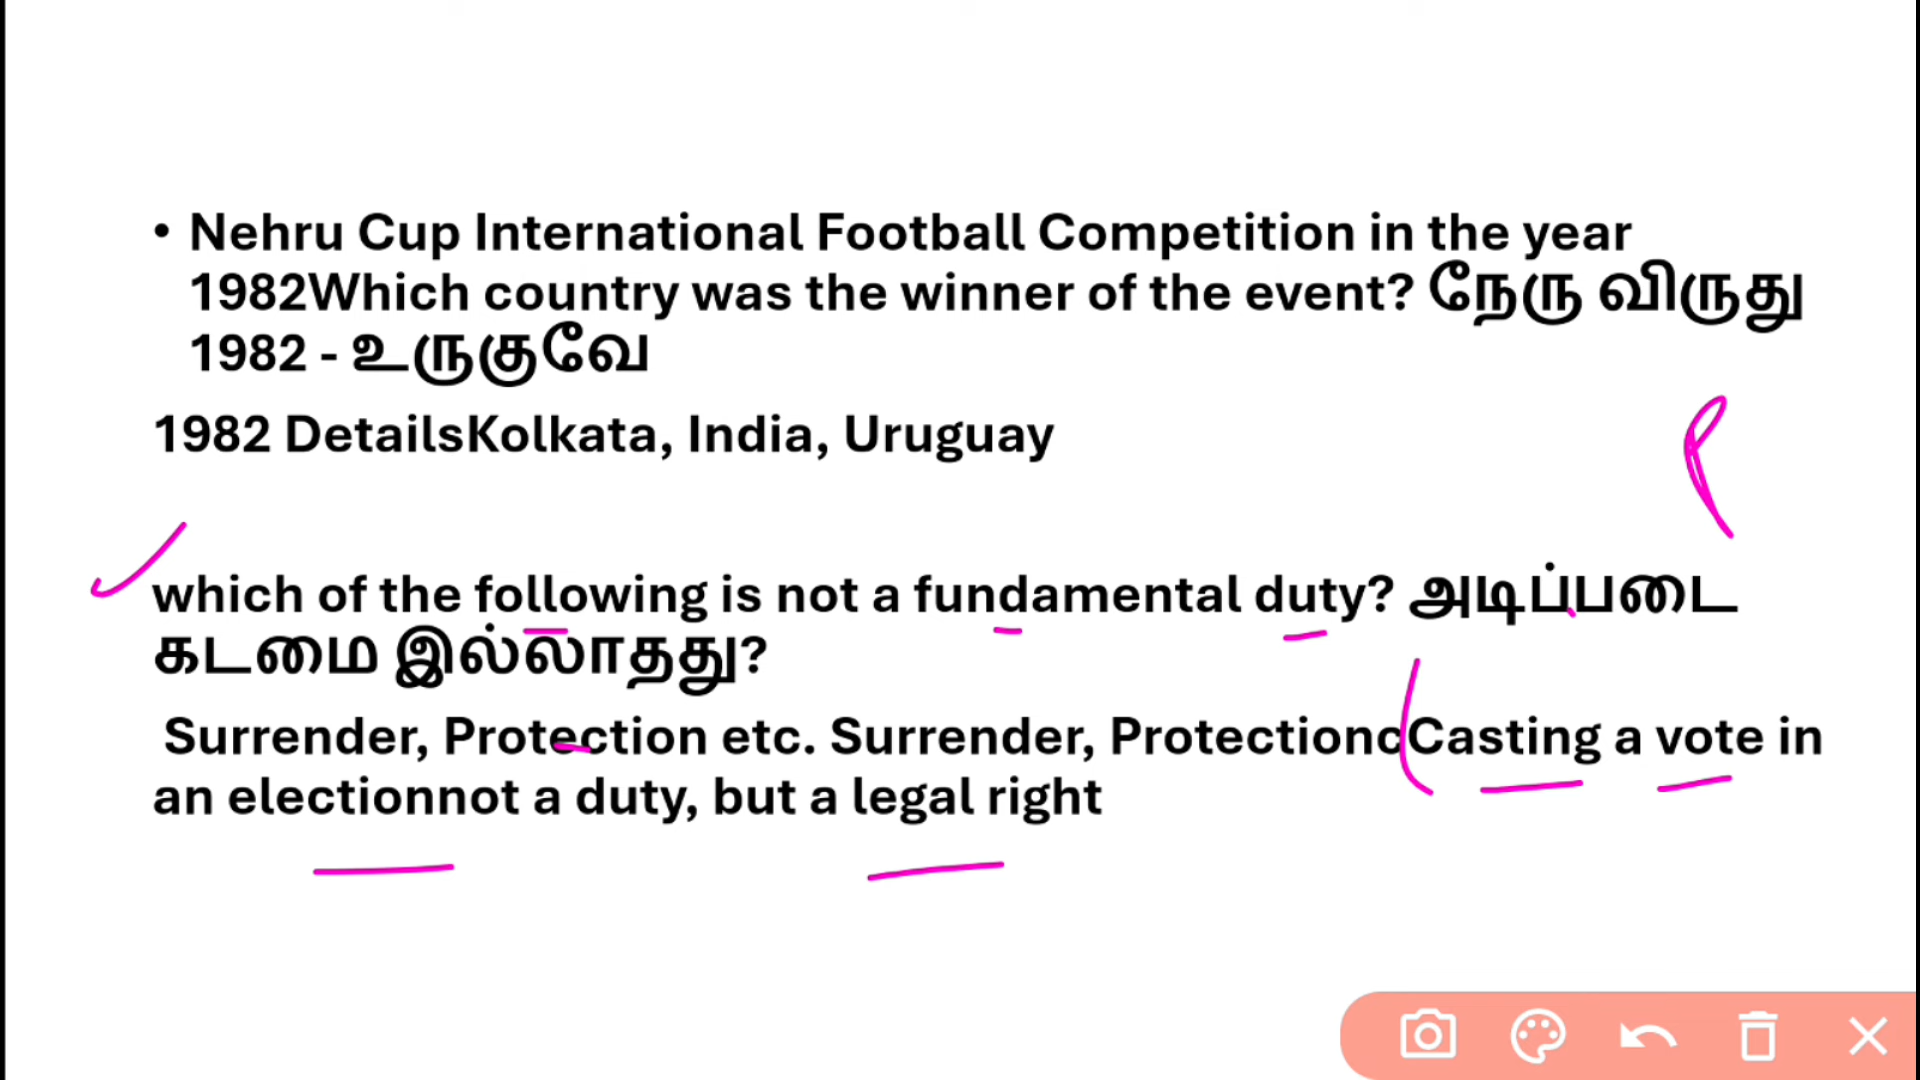 • Nehru Cup International Football Competition in the year
1982Which country was the winner of the event? நேரு விருது
1982 - உருகுவே
1982 DetailsKolkata, India, Uruguay
which of the following is not a fundamental duty? அடிப்படை
கடமை இல்லாதது?
Surrender, Protection etc. Surrender, ProtectioncCasting a vote in
an electionnot a duty, but a legal right